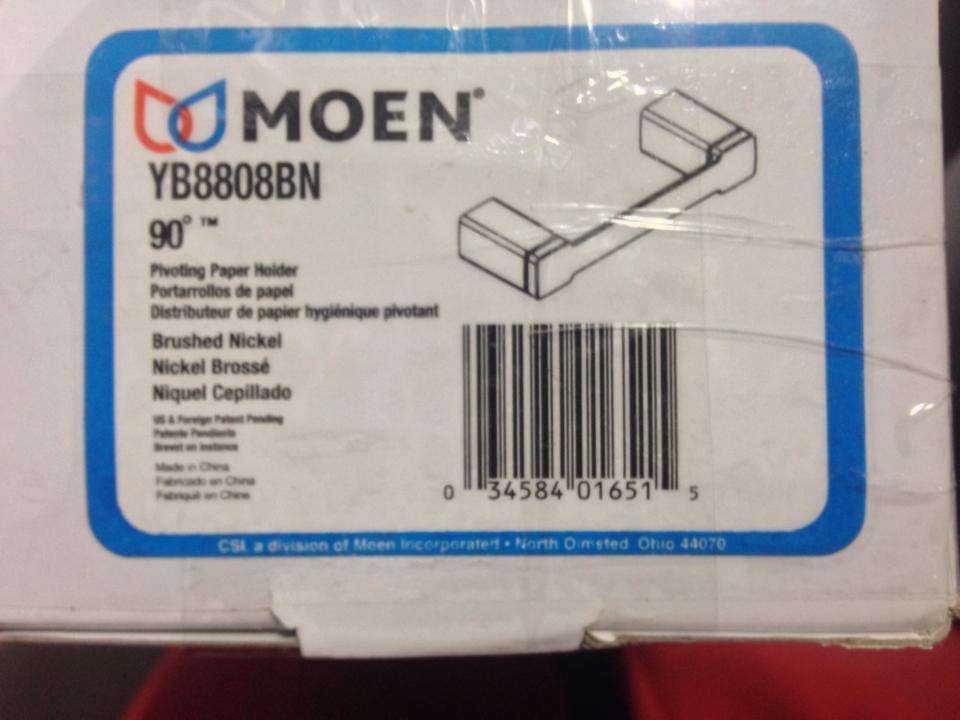 MOEN®
YB8808BN
90° ™
Pivoting Paper Holder
Portarrollos de papel
Distributeur de papier hygiénique pivotant
Brushed Nickel
Nickel Brossé
Niquel Cepillado
US & Foreign Patent Pending
Patente Pendiente
Brevet en instance
Made in China
Fabricado en China
Fabriqué en China
0 34584 01651 5
CSI, a division of Moen Incorporated • North Olmsted, Ohio 44070